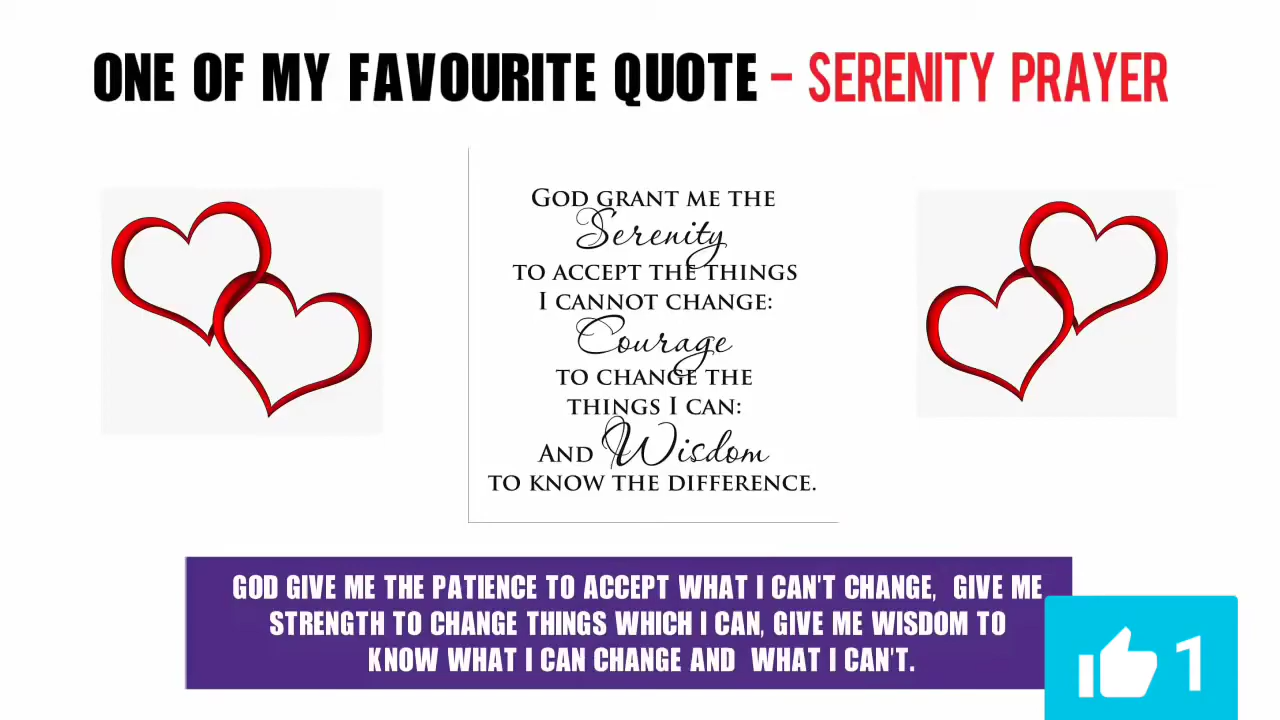 ONE OF MY FAVOURITE QUOTE - SERENITY PRAYER
GOD GRANT ME THE
Serenity
TO ACCEPT THE THINGS
I CANNOT CHANGE:
Courage
TO CHANGE THE
THINGS I CAN:
AND Wisdom
TO KNOW THE DIFFERENCE.
GOD GIVE ME THE PATIENCE TO ACCEPT WHAT I CAN'T CHANGE, GIVE ME
STRENGTH TO CHANGE THINGS WHICH I CAN, GIVE ME WISDOM TO
KNOW WHAT I CAN CHANGE AND WHAT I CAN'T.
1